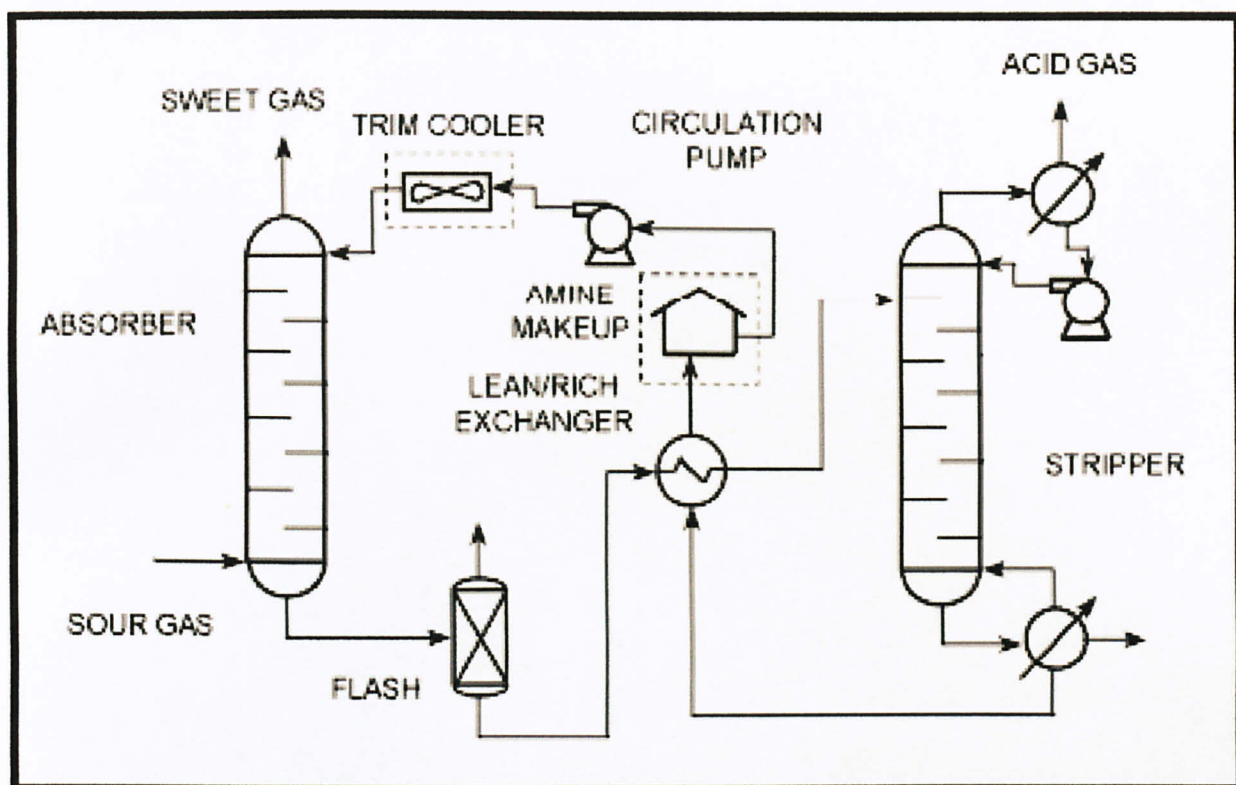 SWEET GAS
TRIM COOLER
CIRCULATION
PUMP
ACID GAS
ABSORBER
AMINE
MAKEUP
LEAN/RICH
EXCHANGER
STRIPPER
SOUR GAS
FLASH